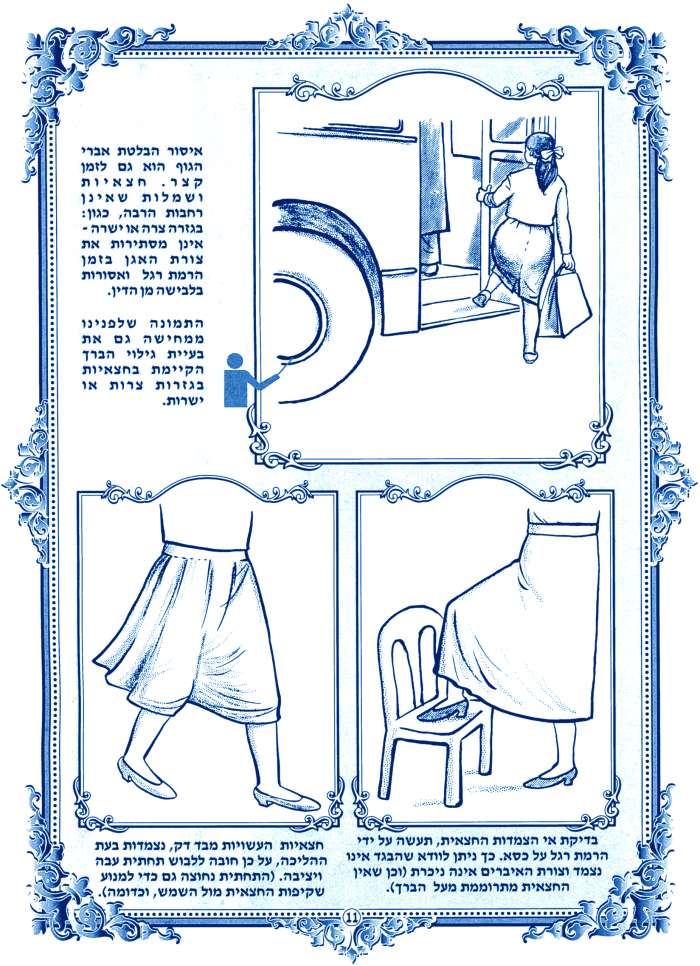 איסור הבלטת אברי
הגוף הוא גם לזמן
קצר. חצאיות
ושמלות שאינן
רחבות הרבה, כגון:
בגזרה צרה או ישרה -
אינן מסתירות את
צורת האגן בזמן
הרמת רגל ואסורות
בלבישה מן הדין.
התמונה שלפנינו
ממחישה גם את
בעיית גילוי הברך
הקיימת בחצאיות
בגזרות צרות או
ישרות.
בדיקת אי הצמדות החצאית, תעשה על ידי
הרמת רגל על כסא. כך ניתן לוודא שהבגד אינו
נצמד וצורת האיברים אינה ניכרת (וכן שאין
החצאית מתרוממת מעל הברך).
חצאיות העשויות מבד דק, נצמדות בעת
ההליכה, על כן חובה ללבוש תחתית עבה
ויציבה. (התחתית נחוצה גם כדי למנוע
שקיפות החצאית מול השמש, וכדומה).
11